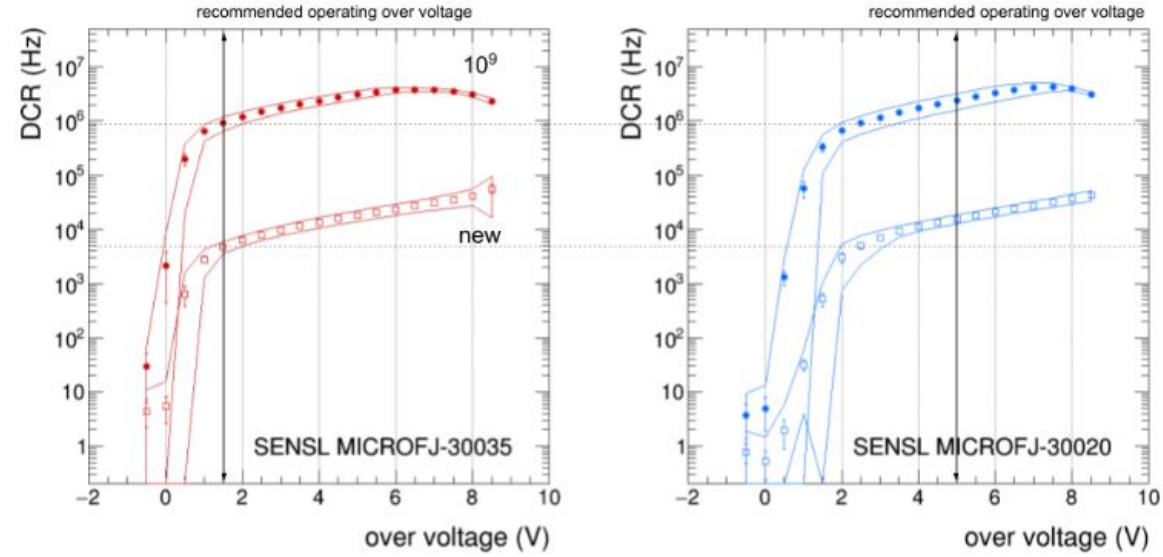 recommended operating over voltage
DCR (Hz)
10⁷
10⁶
10⁵
10⁴
10³
10²
10
1
10⁹
new
SENSL MICROFJ-30035
−2 0 2 4 6 8 10
over voltage (V)
recommended operating over voltage
DCR (Hz)
10⁷
10⁶
10⁵
10⁴
10³
10²
10
1
SENSL MICROFJ-30020
−2 0 2 4 6 8 10
over voltage (V)